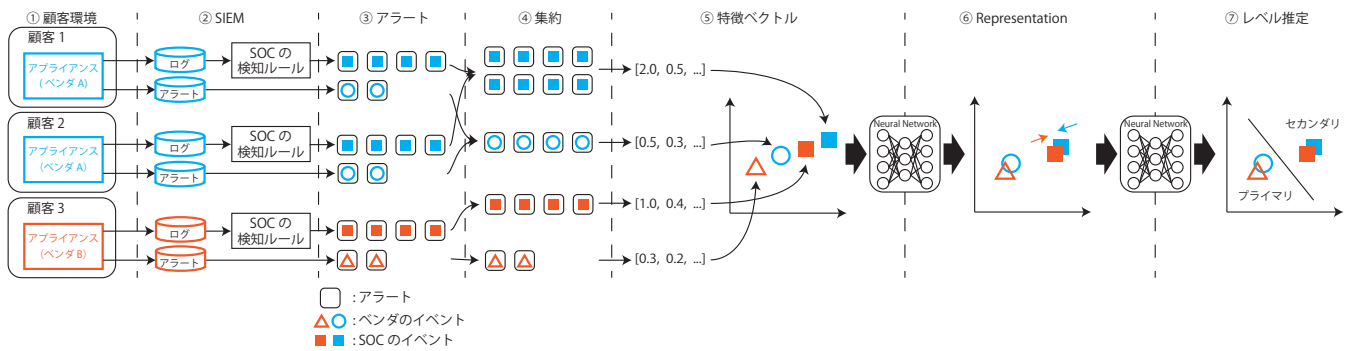 ① 顧客環境
② SIEM
③ アラート
④ 集約
⑤ 特徴ベクトル
⑥ Representation
⑦ レベル推定
顧客 1
アプライアンス
( ベンダ A)
ログ
アラート
SOC の
検知ルール
顧客 2
アプライアンス
(ベンダ A)
ログ
アラート
SOC の
検知ルール
顧客 3
アプライアンス
(ベンダ B)
ログ
アラート
SOC の
検知ルール
[2.0, 0.5, ...]
[0.5, 0.3, ...]
[1.0, 0.4, ...]
[0.3, 0.2, ...]
Neural Network
Neural Network
セカンダリ
プライマリ
: アラート
: ベンダのイベント
: SOC のイベント